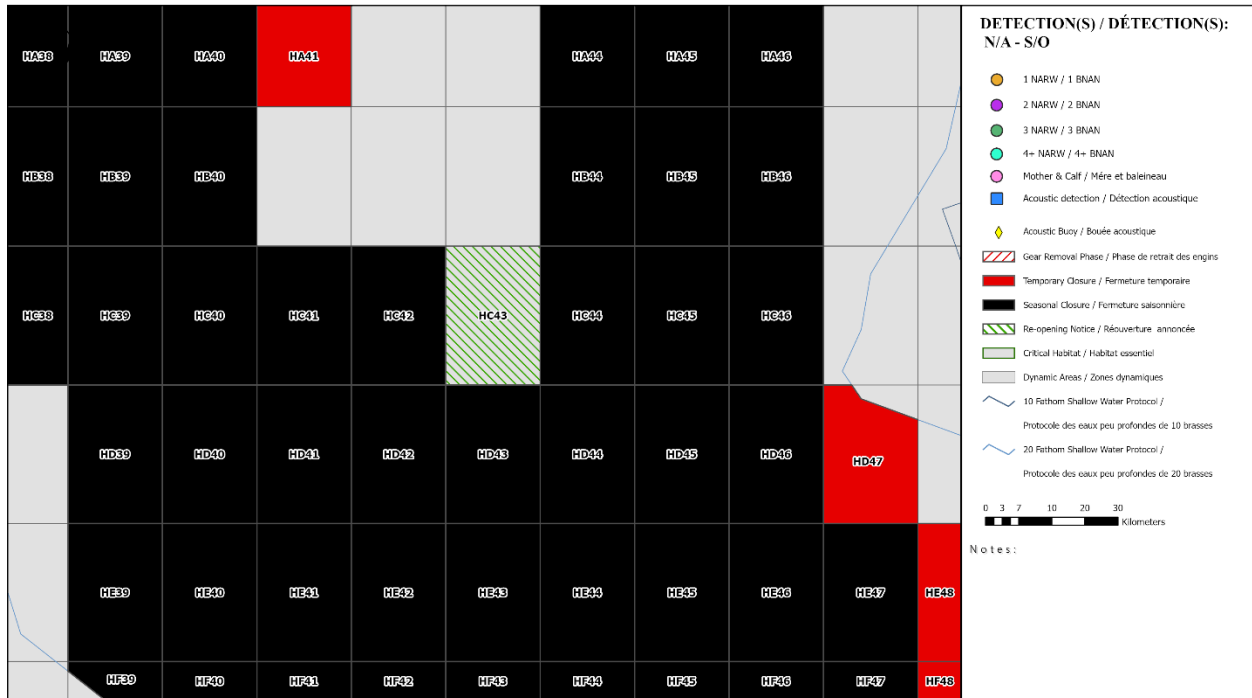 HA38 HA39 HA40 HA41 HA44 HA45 HA46
HB38 HB39 HB40 HB44 HB45 HB46
HC38 HC39 HC40 HC41 HC42 HC43 HC44 HC45 HC46
HD39 HD40 HD41 HD42 HD43 HD44 HD45 HD46 HD47
HE39 HE40 HE41 HE42 HE43 HE44 HE45 HE46 HE47 HE48
HF39 HF40 HF41 HF42 HF43 HF44 HF45 HF46 HF47 HF48
DETECTION(S) / DÉTECTION(S):
N/A - S/O
1 NARW / 1 BNAN
2 NARW / 2 BNAN
3 NARW / 3 BNAN
4+ NARW / 4+ BNAN
Mother & Calf / Mére et baleineau
Acoustic detection / Détection acoustique
Acoustic Buoy / Bouée acoustique
Gear Removal Phase / Phase de retrait des engins
Temporary Closure / Fermeture temporaire
Seasonal Closure / Fermeture saisonnière
Re-opening Notice / Réouverture annoncée
Critical Habitat / Habitat essentiel
Dynamic Areas / Zones dynamiques
10 Fathom Shallow Water Protocol /
Protocole des eaux peu profondes de 10 brasses
20 Fathom Shallow Water Protocol /
Protocole des eaux peu profondes de 20 brasses
0 3 7 10 20 30
Kilometers
Notes: